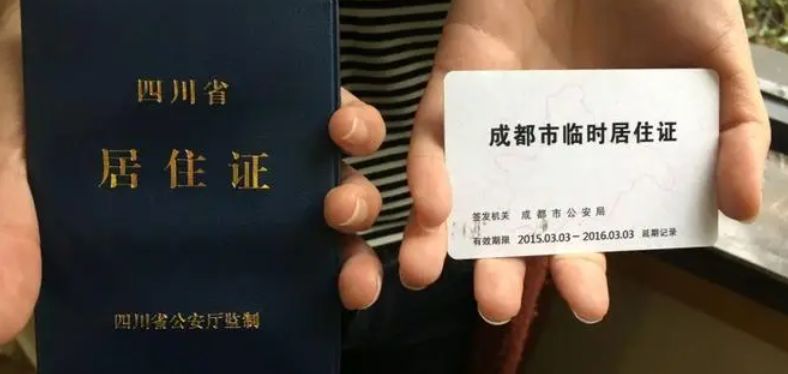 四川省
居住证
四川省公安厅监制
成都市临时居住证
签发机关 成都市公安局
有效期限 2015.03.03-2016.03.03 延期记录